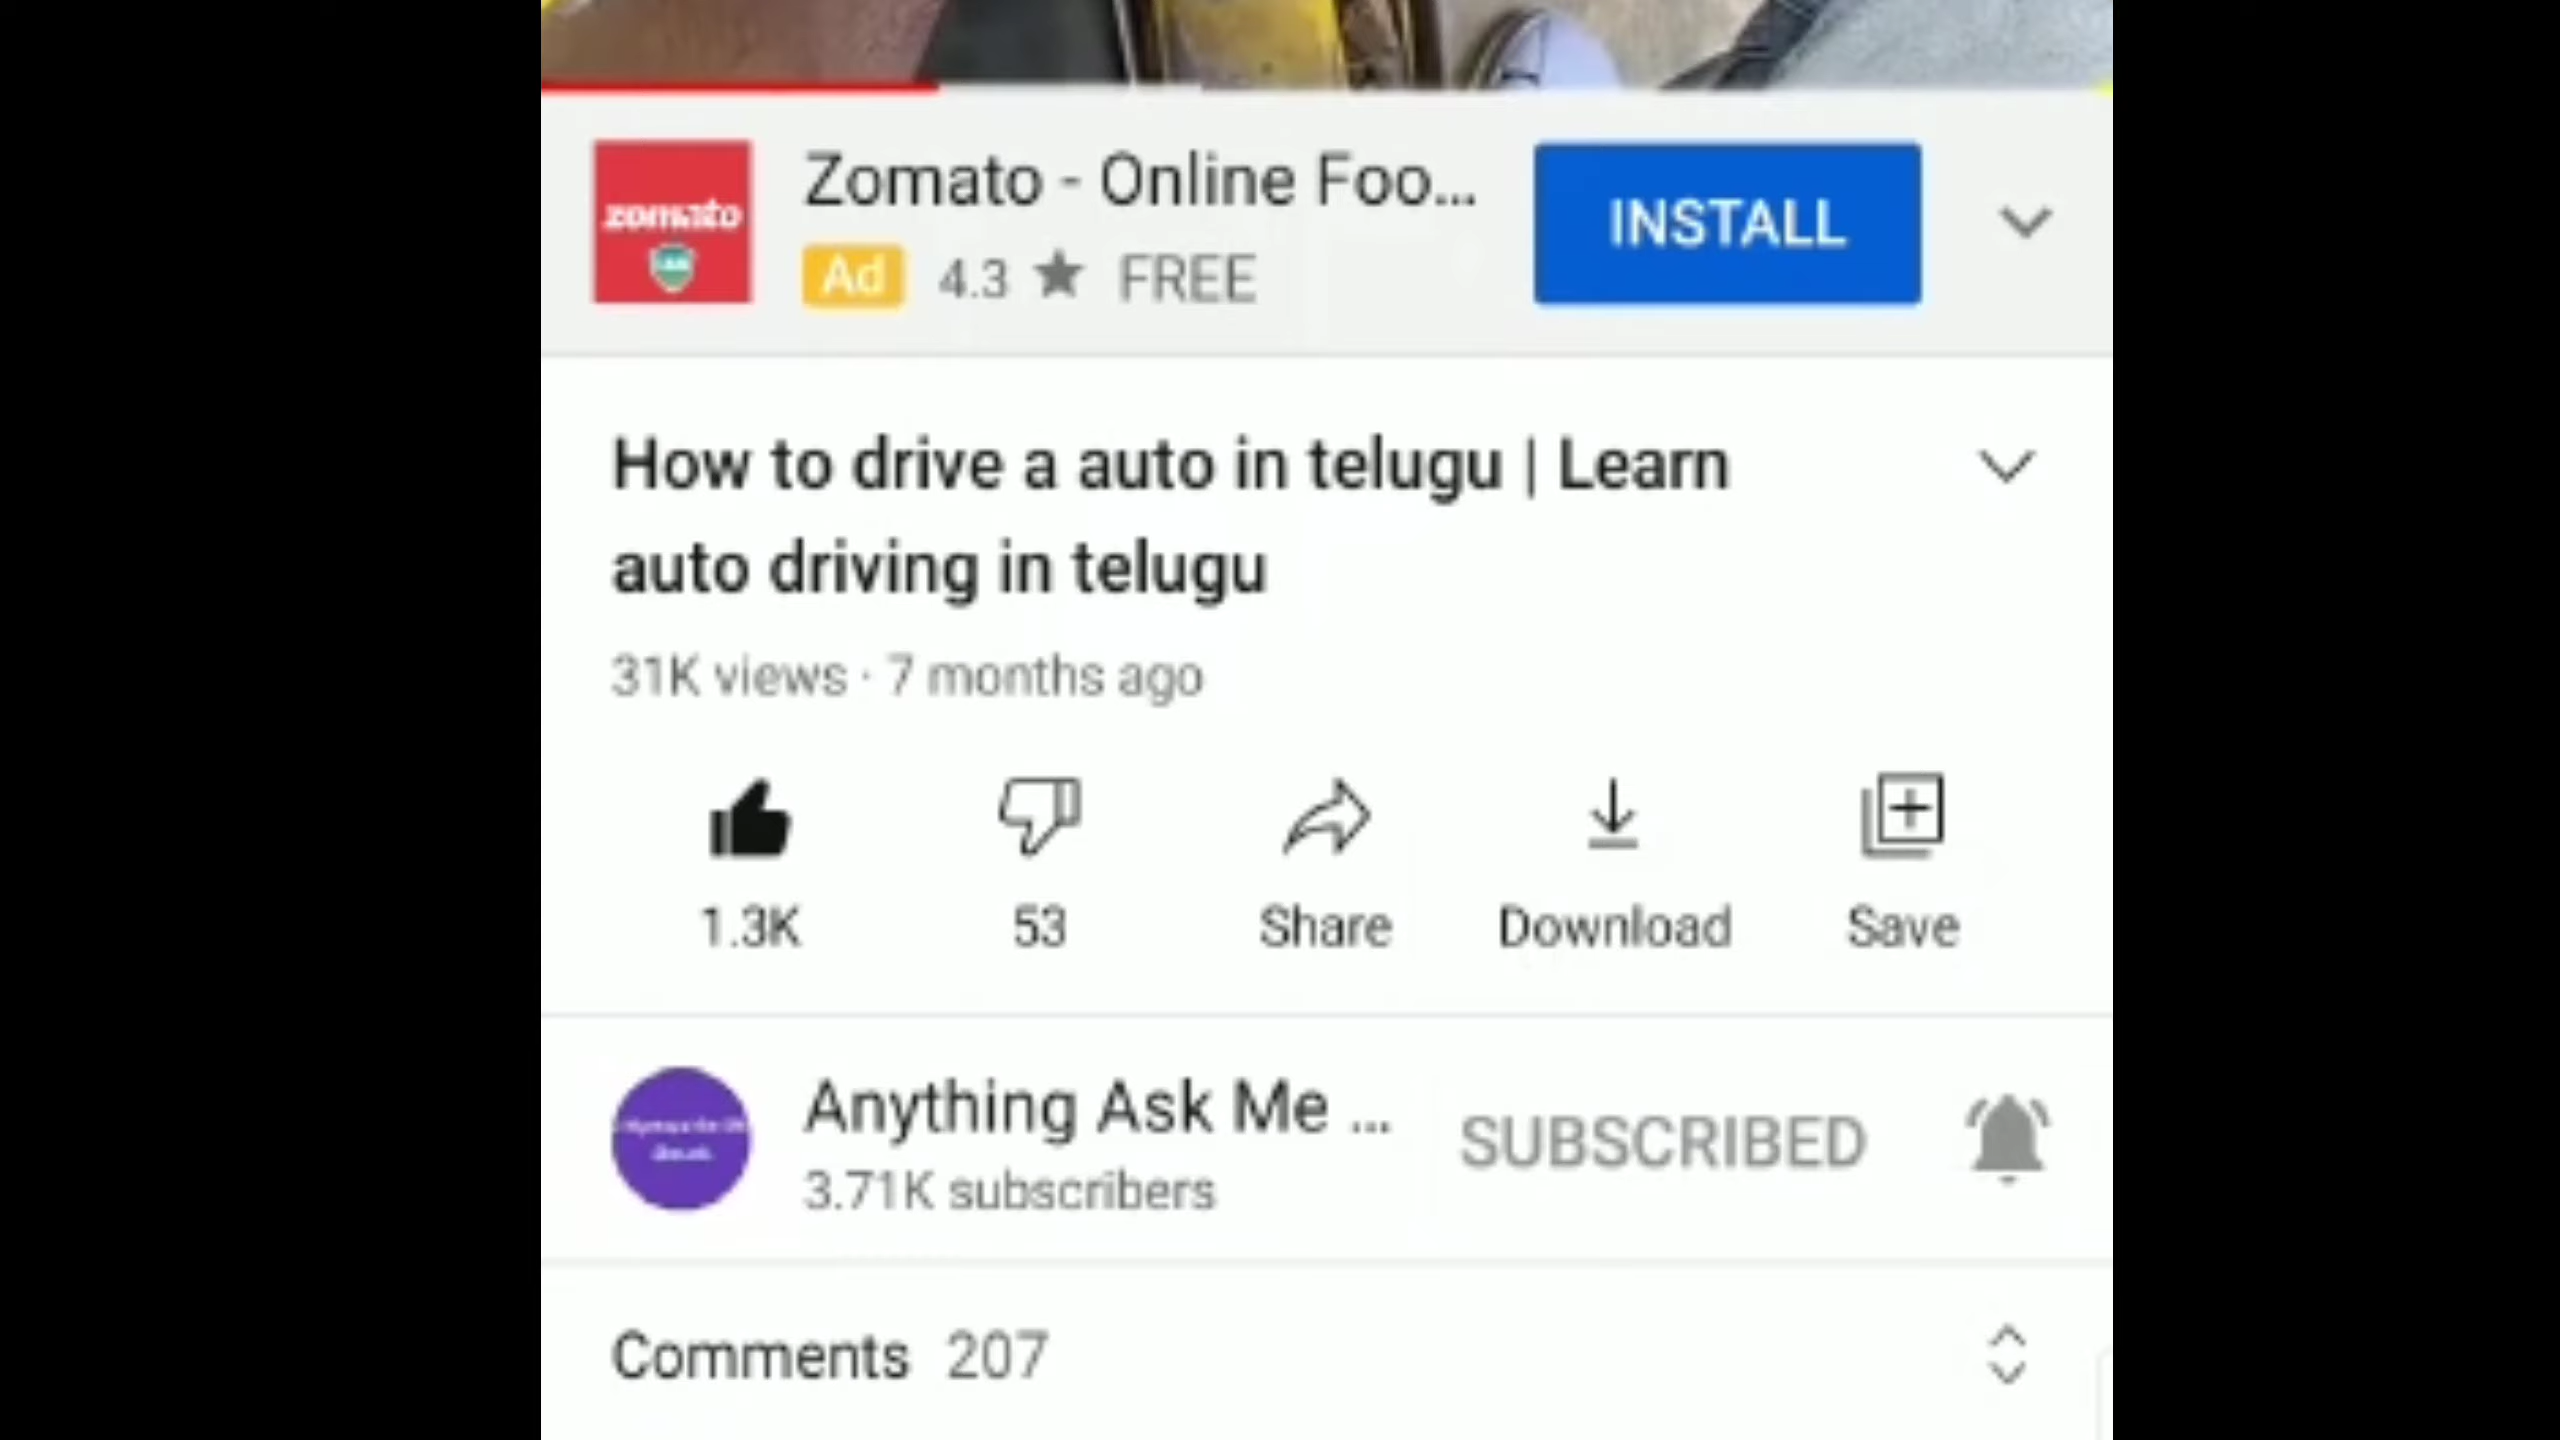 zomato
Zomato - Online Foo...
INSTALL
Ad 4.3 ★ FREE
How to drive a auto in telugu | Learn
auto driving in telugu
31K views · 7 months ago
1.3K 53 Share Download Save
Anything Ask Me ...
SUBSCRIBED
3.71K subscribers
Comments 207